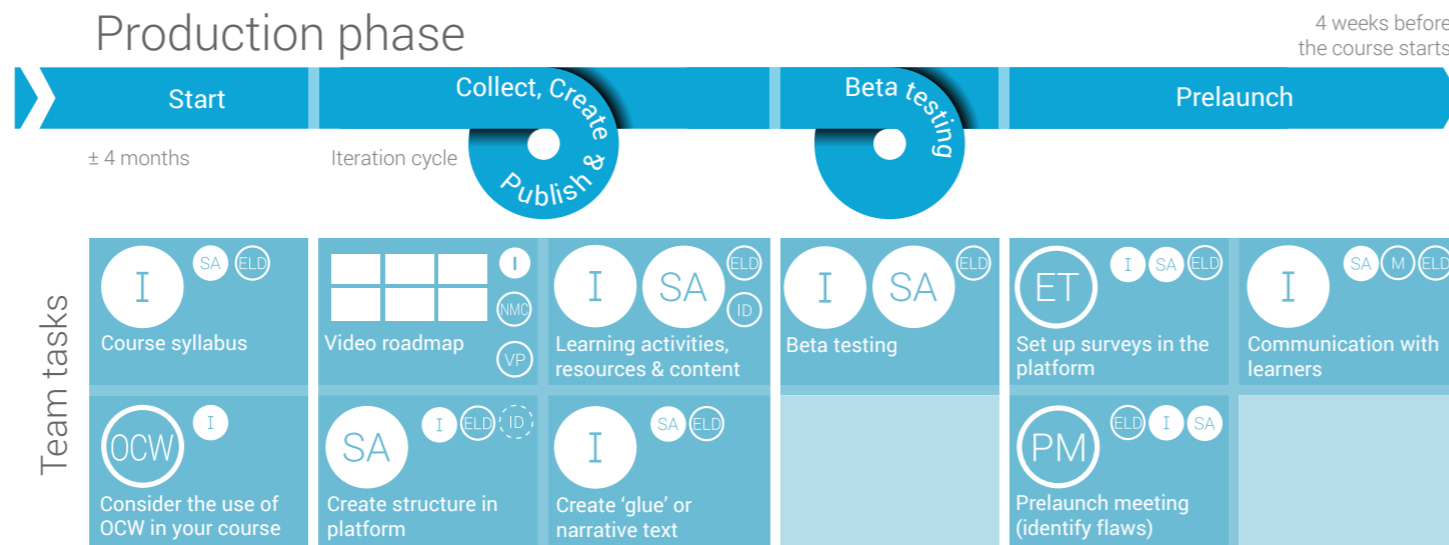 Production phase
4 weeks before
the course starts
Start
Collect, Create
& Publish
Beta testing
Prelaunch
± 4 months
Iteration cycle
Team tasks
I SA ELD
Course syllabus
I
NMC
VP
Video roadmap
I SA ELD
ID
Learning activities,
resources & content
I SA ELD
Beta testing
ET I SA ELD
Set up surveys in the
platform
I SA M ELD
Communication with
learners
OCW I
Consider the use of
OCW in your course
SA I ELD ID
Create structure in
platform
I SA ELD
Create ‘glue’ or
narrative text
PM ELD I SA
Prelaunch meeting
(identify flaws)